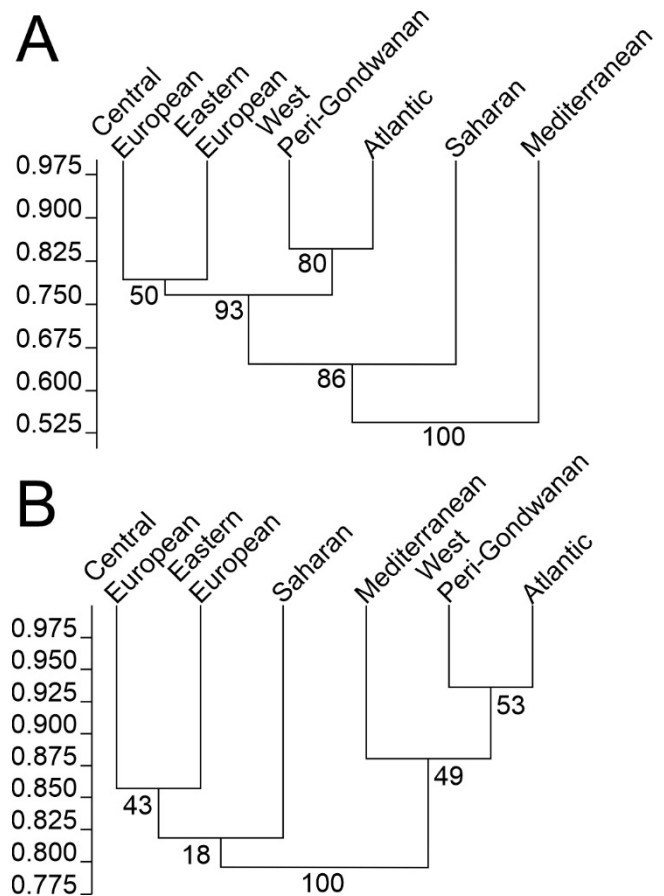 A
Central
European
Eastern
European
West
Peri-Gondwanan
Atlantic
Saharan
Mediterranean
0.975
0.900
0.825
0.750
0.675
0.600
0.525
80
50
93
86
100
B
Central
European
Eastern
European
Saharan
Mediterranean
West
Peri-Gondwanan
Atlantic
0.975
0.950
0.925
0.900
0.875
0.850
0.825
0.800
0.775
53
49
43
18
100